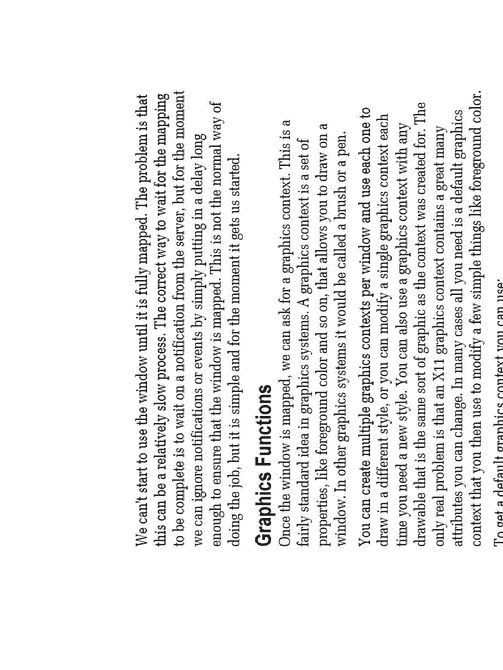 We can't start to use the window until it is fully mapped. The problem is that
this can be a relatively slow process. The correct way to wait for the mapping
to be complete is to wait on a notification from the server, but for the moment
we can ignore notifications or events by simply putting in a delay long
enough to ensure that the window is mapped. This is not the normal way of
doing the job, but it is simple and for the moment it gets us started.
Graphics Functions
Once the window is mapped, we can ask for a graphics context. This is a
fairly standard idea in graphics systems. A graphics context is a set of
properties, like foreground color and so on, that allows you to draw on a
window. In other graphics systems it would be called a brush or a pen.
You can create multiple graphics contexts per window and use each one to
draw in a different style, or you can modify a single graphics context each
time you need a new style. You can also use a graphics context with any
drawable that is the same sort of graphic as the context was created for. The
only real problem is that an X11 graphics context contains a great many
attributes you can change. In many cases all you need is a default graphics
context that you then use to modify a few simple things like foreground color.
To get a default graphics context you can use: